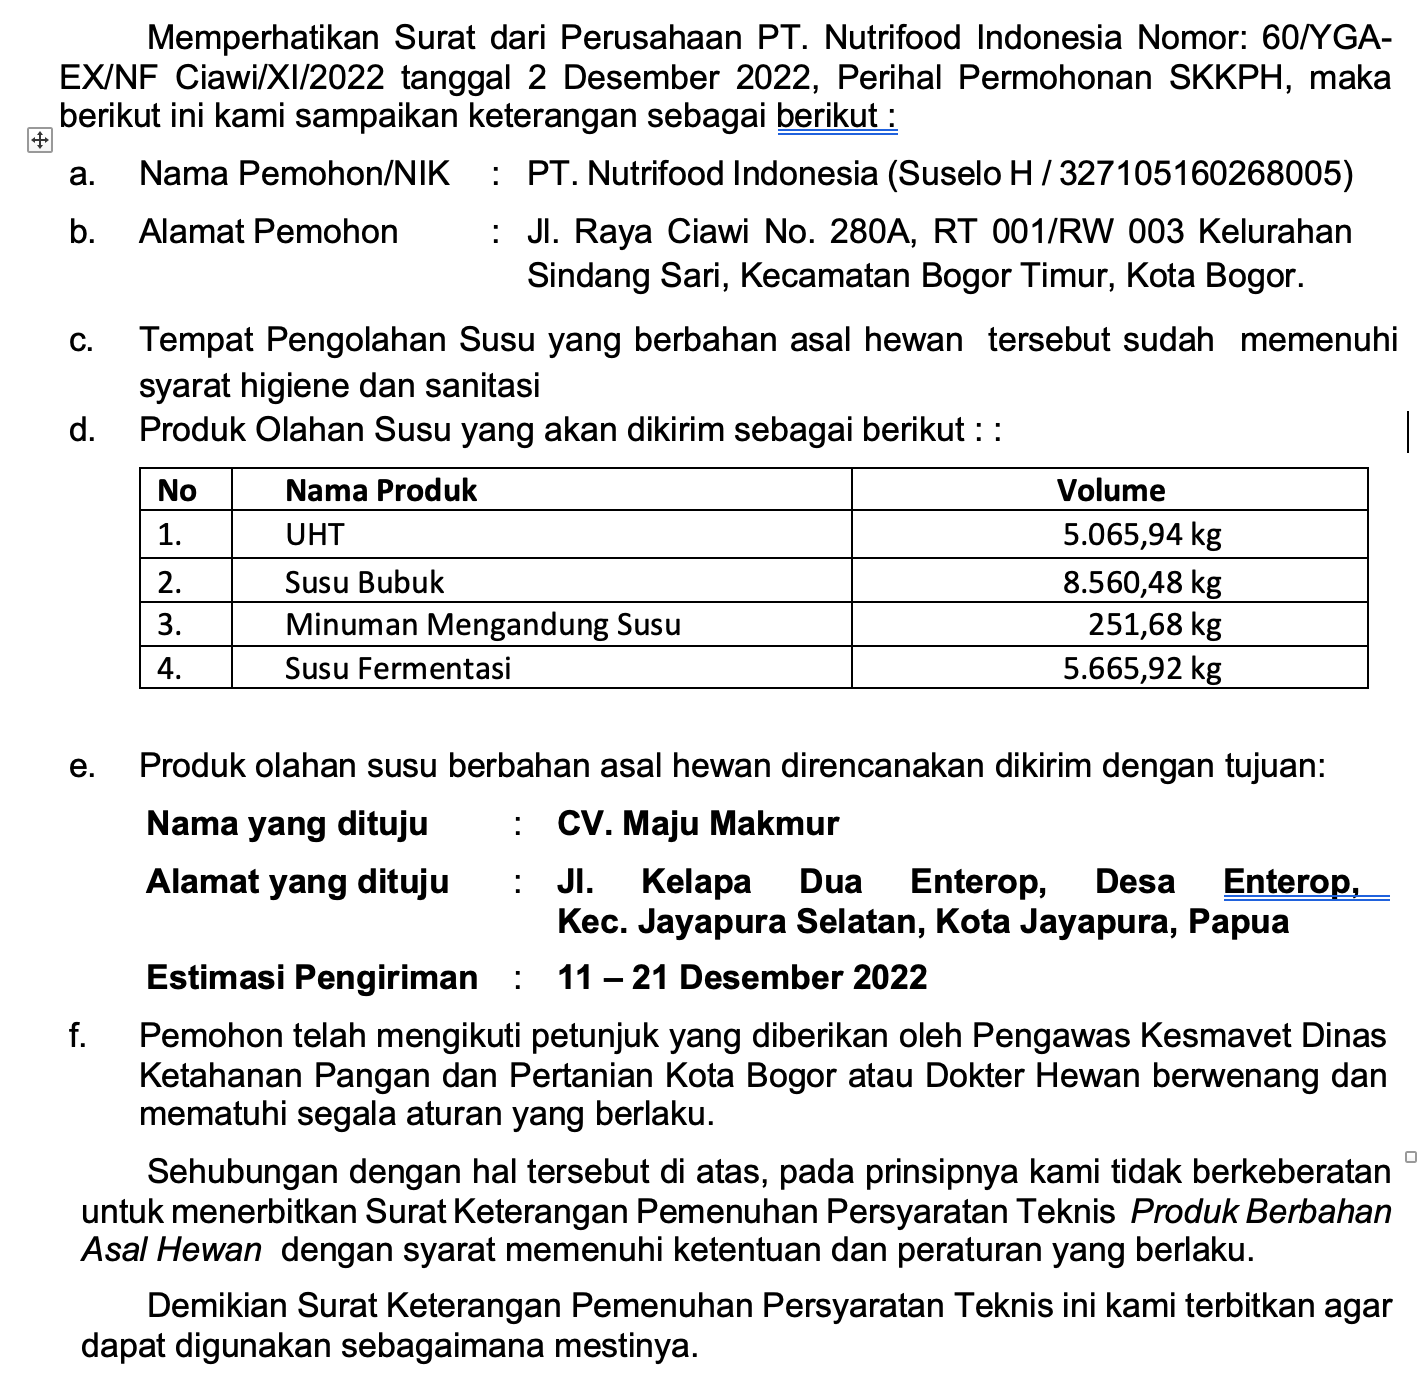 Memperhatikan Surat dari Perusahaan PT. Nutrifood Indonesia Nomor: 60/YGA-
EX/NF Ciawi/XI/2022 tanggal 2 Desember 2022, Perihal Permohonan SKKPH, maka
berikut ini kami sampaikan keterangan sebagai berikut :
a. Nama Pemohon/NIK : PT. Nutrifood Indonesia (Suselo H / 327105160268005)
b. Alamat Pemohon : Jl. Raya Ciawi No. 280A, RT 001/RW 003 Kelurahan
Sindang Sari, Kecamatan Bogor Timur, Kota Bogor.
c. Tempat Pengolahan Susu yang berbahan asal hewan tersebut sudah memenuhi
syarat higiene dan sanitasi
d. Produk Olahan Susu yang akan dikirim sebagai berikut : :
No Nama Produk Volume
1. UHT 5.065,94 kg
2. Susu Bubuk 8.560,48 kg
3. Minuman Mengandung Susu 251,68 kg
4. Susu Fermentasi 5.665,92 kg
e. Produk olahan susu berbahan asal hewan direncanakan dikirim dengan tujuan:
Nama yang dituju : CV. Maju Makmur
Alamat yang dituju : Jl. Kelapa Dua Enterop, Desa Enterop,
Kec. Jayapura Selatan, Kota Jayapura, Papua
Estimasi Pengiriman : 11 – 21 Desember 2022
f. Pemohon telah mengikuti petunjuk yang diberikan oleh Pengawas Kesmavet Dinas
Ketahanan Pangan dan Pertanian Kota Bogor atau Dokter Hewan berwenang dan
mematuhi segala aturan yang berlaku.
Sehubungan dengan hal tersebut di atas, pada prinsipnya kami tidak berkeberatan
untuk menerbitkan Surat Keterangan Pemenuhan Persyaratan Teknis Produk Berbahan
Asal Hewan dengan syarat memenuhi ketentuan dan peraturan yang berlaku.
Demikian Surat Keterangan Pemenuhan Persyaratan Teknis ini kami terbitkan agar
dapat digunakan sebagaimana mestinya.